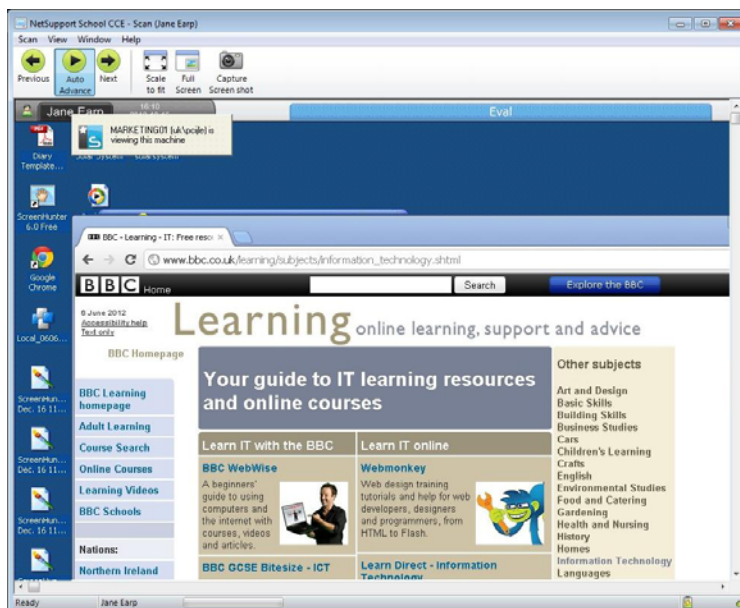 NetSupport School CCE - Scan (Jane Earp)
Scan View Window Help
Previous
Auto Advance
Next
Scale to fit
Full Screen
Capture Screen shot
Jane Earp
16:10
Eval
MARKETING01 (uk\pcijle) is
viewing this machine
Diary
Template...
ScreenHunter
6.0 Free
Google
Chrome
Local_0606...
ScreenHun...
Dec. 16 11...
ScreenHun...
Dec. 16 11...
ScreenHun...
Dec. 16 11...
BBC - Learning - IT: Free resou
www.bbc.co.uk/learning/subjects/information_technology.shtml
BBC Home
Search
Explore the BBC
6 June 2012
Accessibility help
Text only
BBC Homepage
Learning online learning, support and advice
BBC Learning
homepage
Adult Learning
Course Search
Online Courses
Learning Videos
BBC Schools
Nations:
Northern Ireland
Your guide to IT learning resources
and online courses
Learn IT with the BBC
BBC WebWise
A beginners'
guide to using
computers and
the internet with
courses, videos
and articles.
BBC GCSE Bitesize - ICT
Learn IT online
Webmonkey
Web design training
tutorials and help for web
developers, designers
and programmers, from
HTML to Flash.
Learn Direct - Information
Technology
Other subjects
Art and Design
Basic Skills
Building Skills
Business Studies
Cars
Children's Learning
Crafts
English
Environmental Studies
Food and Catering
Gardening
Health and Nursing
History
Homes
Information Technology
Languages
Ready
Jane Earp